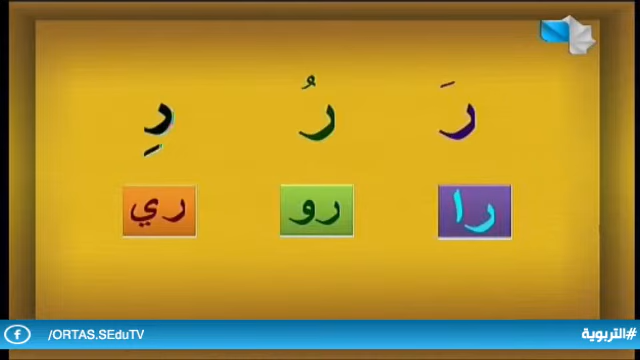 رَ رُ رِ
را رو ري
/ORTAS.SEduTV #التربوية